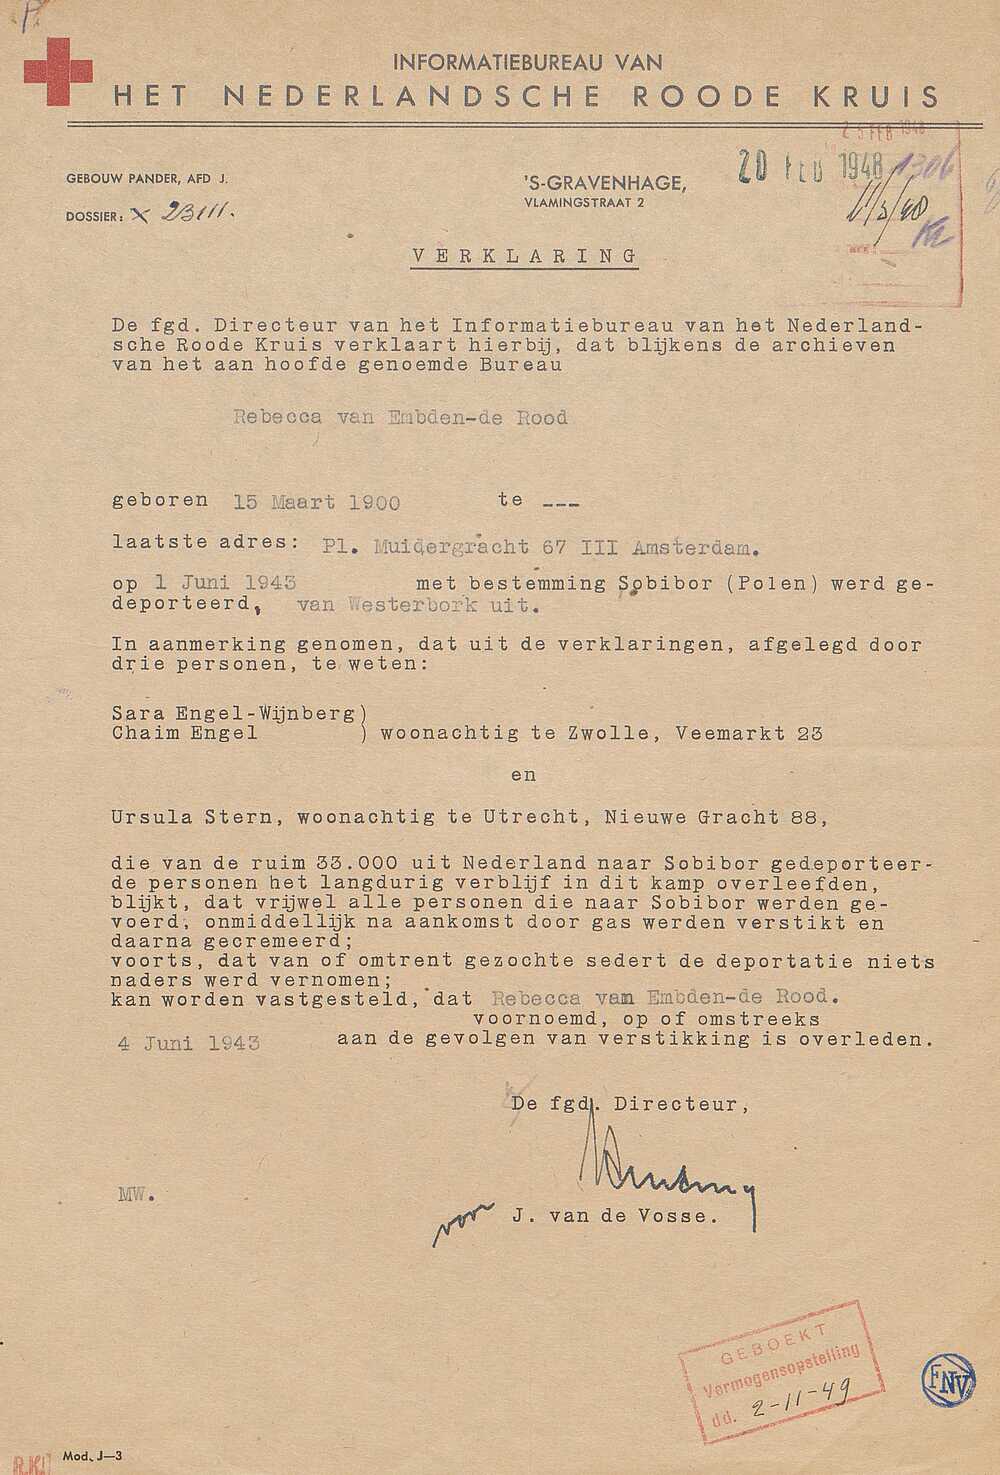 INFORMATIEBUREAU VAN
HET NEDERLANDSCHE ROODE KRUIS
25 FEB 1948
GEBOUW PANDER, AFD J.
DOSSIER: X 23111.
'S-GRAVENHAGE,
VLAMINGSTRAAT 2
20 FEB 1948
1306
11/3/48
VERKLARING
De fgd. Directeur van het Informatiebureau van het Nederland-
sche Roode Kruis verklaart hierbij, dat blijkens de archieven
van het aan hoofde genoemde Bureau
Rebecca van Embden-de Rood
geboren 15 Maart 1900 te ---
laatste adres: Pl. Muidergracht 67 III Amsterdam.
op 1 Juni 1943 met bestemming Sobibor (Polen) werd ge-
deporteerd, van Westerbork uit.
In aanmerking genomen, dat uit de verklaringen, afgelegd door
drie personen, te weten:
Sara Engel-Wijnberg)
Chaim Engel ) woonachtig te Zwolle, Veemarkt 23
en
Ursula Stern, woonachtig te Utrecht, Nieuwe Gracht 88,
die van de ruim 33.000 uit Nederland naar Sobibor gedeporteer-
de personen het langdurig verblijf in dit kamp overleefden,
blijkt, dat vrijwel alle personen die naar Sobibor werden ge-
voerd, onmiddellijk na aankomst door gas werden verstikt en
daarna gecremeerd;
voorts, dat van of omtrent gezochte sedert de deportatie niets
naders werd vernomen;
kan worden vastgesteld, dat Rebecca van Embden-de Rood.
voornoemd, op of omstreeks
4 Juni 1943 aan de gevolgen van verstikking is overleden.
De fgd. Directeur,
MW.
voor J. van de Vosse.
GEBOEKT
Vermogensopstelling
dd. 2-11-49
FNV
R.K.
Mod. J—3